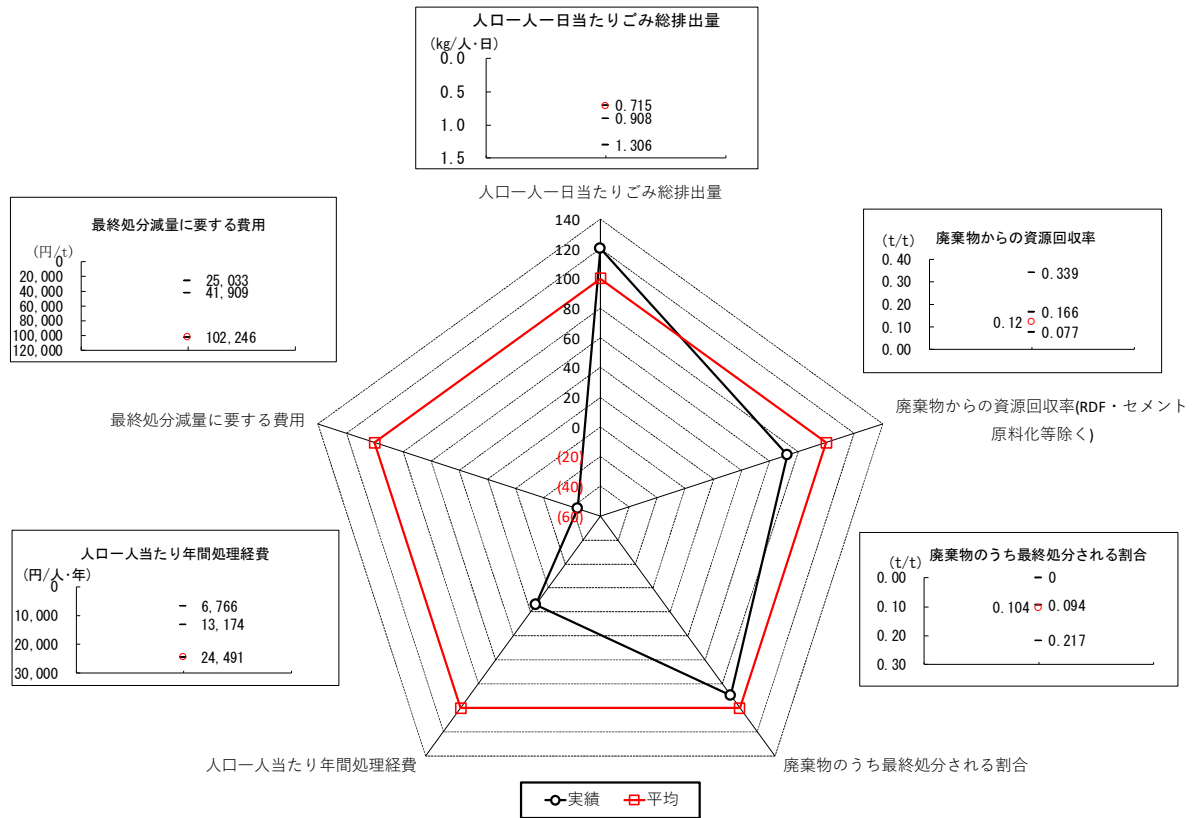 人口一人一日当たりごみ総排出量
(kg/人・日)
0.0
0.5
1.0
1.5
0.715
0.908
1.306
人口一人一日当たりごみ総排出量
最終処分減量に要する費用
(円/t)
0
20,000
40,000
60,000
80,000
100,000
120,000
25,033
41,909
102,246
最終処分減量に要する費用
廃棄物からの資源回収率
(t/t)
0.40
0.30
0.20
0.10
0.00
0.339
0.166
0.12
0.077
廃棄物からの資源回収率(RDF・セメント
原料化等除く)
140
120
100
80
60
40
20
0
(20)
(40)
(60)
人口一人当たり年間処理経費
(円/人・年)
0
10,000
20,000
30,000
6,766
13,174
24,491
人口一人当たり年間処理経費
廃棄物のうち最終処分される割合
(t/t)
0.00
0.10
0.20
0.30
0
0.104
0.094
0.217
廃棄物のうち最終処分される割合
実績
平均